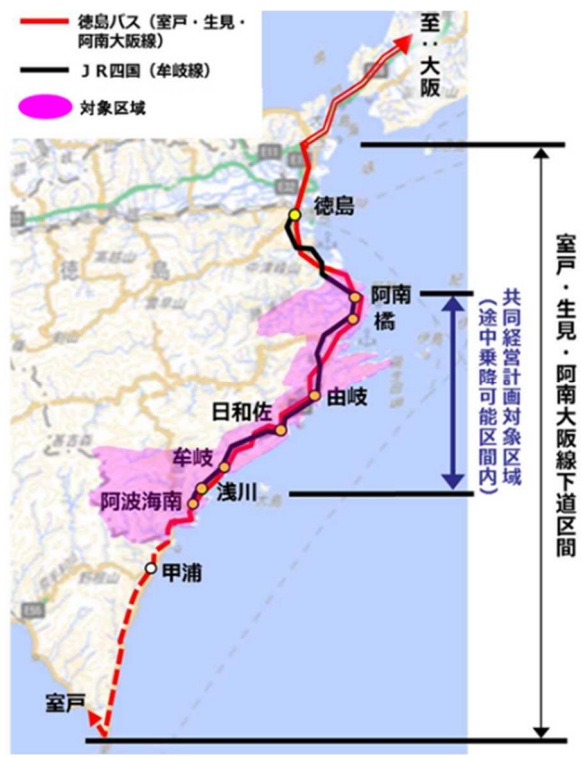 徳島バス（室戸・生見・
阿南大阪線）
ＪＲ四国（牟岐線）
対象区域
至：大阪
徳島
阿南
橘
由岐
日和佐
牟岐
浅川
阿波海南
甲浦
室戸
共同経営計画対象区域
（途中乗降可能区間内）
室戸・生見・阿南大阪線下道区間
徳
島
E55